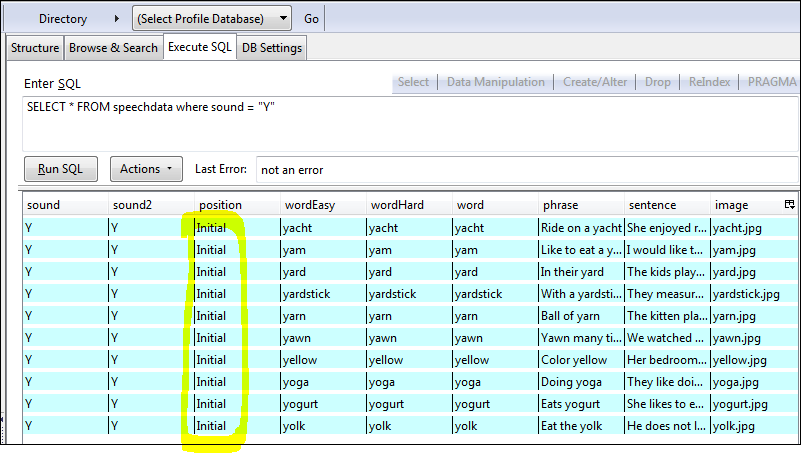 Directory (Select Profile Database) Go
Structure Browse & Search Execute SQL DB Settings
Enter SQL Select Data Manipulation Create/Alter Drop ReIndex PRAGMA
SELECT * FROM speechdata where sound = "Y"
Run SQL Actions Last Error: not an error
sound sound2 position wordEasy wordHard word phrase sentence image
Y Y Initial yacht yacht yacht Ride on a yacht She enjoyed r... yacht.jpg
Y Y Initial yam yam yam Like to eat a y... I would like t... yam.jpg
Y Y Initial yard yard yard In their yard The kids play... yard.jpg
Y Y Initial yardstick yardstick yardstick With a yardsti... They measur... yardstick.jpg
Y Y Initial yarn yarn yarn Ball of yarn The kitten pla... yarn.jpg
Y Y Initial yawn yawn yawn Yawn many ti... We watched ... yawn.jpg
Y Y Initial yellow yellow yellow Color yellow Her bedroom... yellow.jpg
Y Y Initial yoga yoga yoga Doing yoga They like doi... yoga.jpg
Y Y Initial yogurt yogurt yogurt Eats yogurt She likes to e... yogurt.jpg
Y Y Initial yolk yolk yolk Eat the yolk He does not l... yolk.jpg